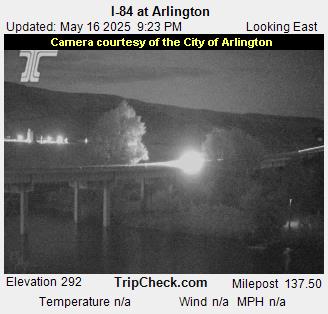 I-84 at Arlington
Updated: May 16 2025 9:23 PM Looking East
Camera courtesy of the City of Arlington
Elevation 292 TripCheck.com Milepost 137.50
Temperature n/a Wind n/a MPH n/a